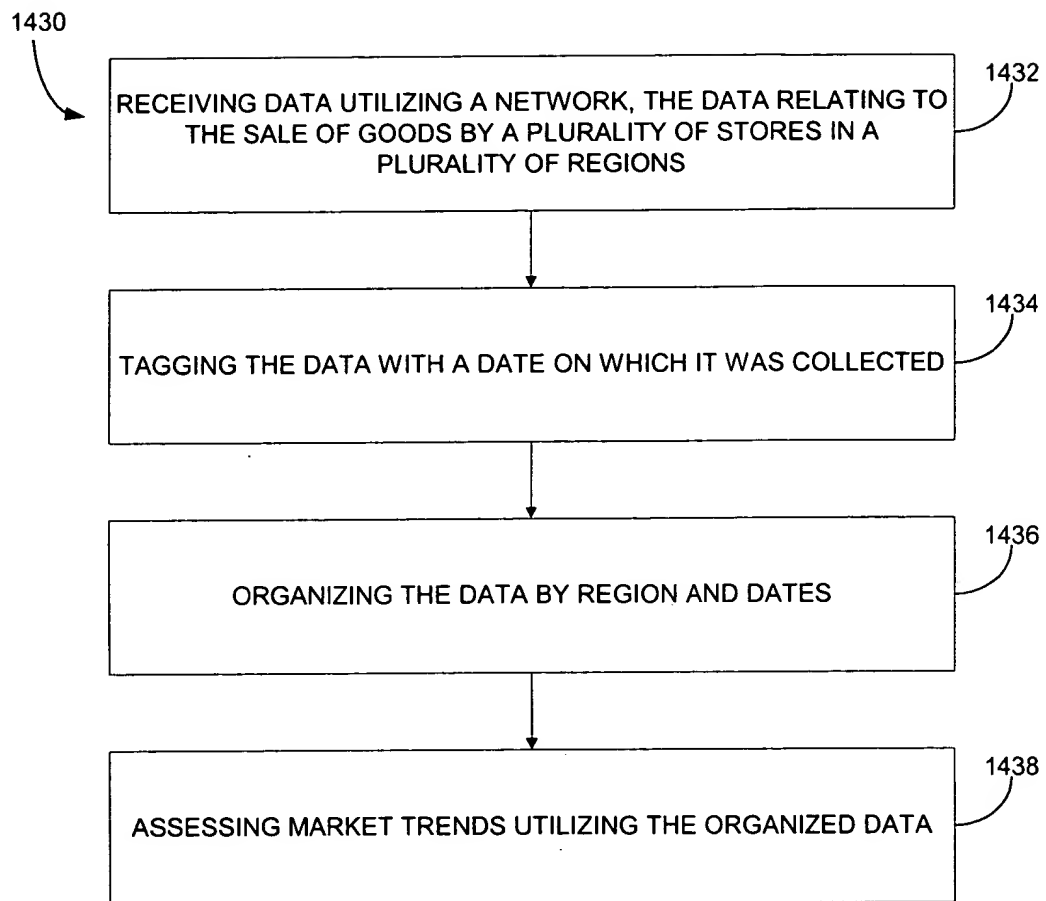 1430
1432
RECEIVING DATA UTILIZING A NETWORK, THE DATA RELATING TO
THE SALE OF GOODS BY A PLURALITY OF STORES IN A
PLURALITY OF REGIONS
1434
TAGGING THE DATA WITH A DATE ON WHICH IT WAS COLLECTED
1436
ORGANIZING THE DATA BY REGION AND DATES
1438
ASSESSING MARKET TRENDS UTILIZING THE ORGANIZED DATA